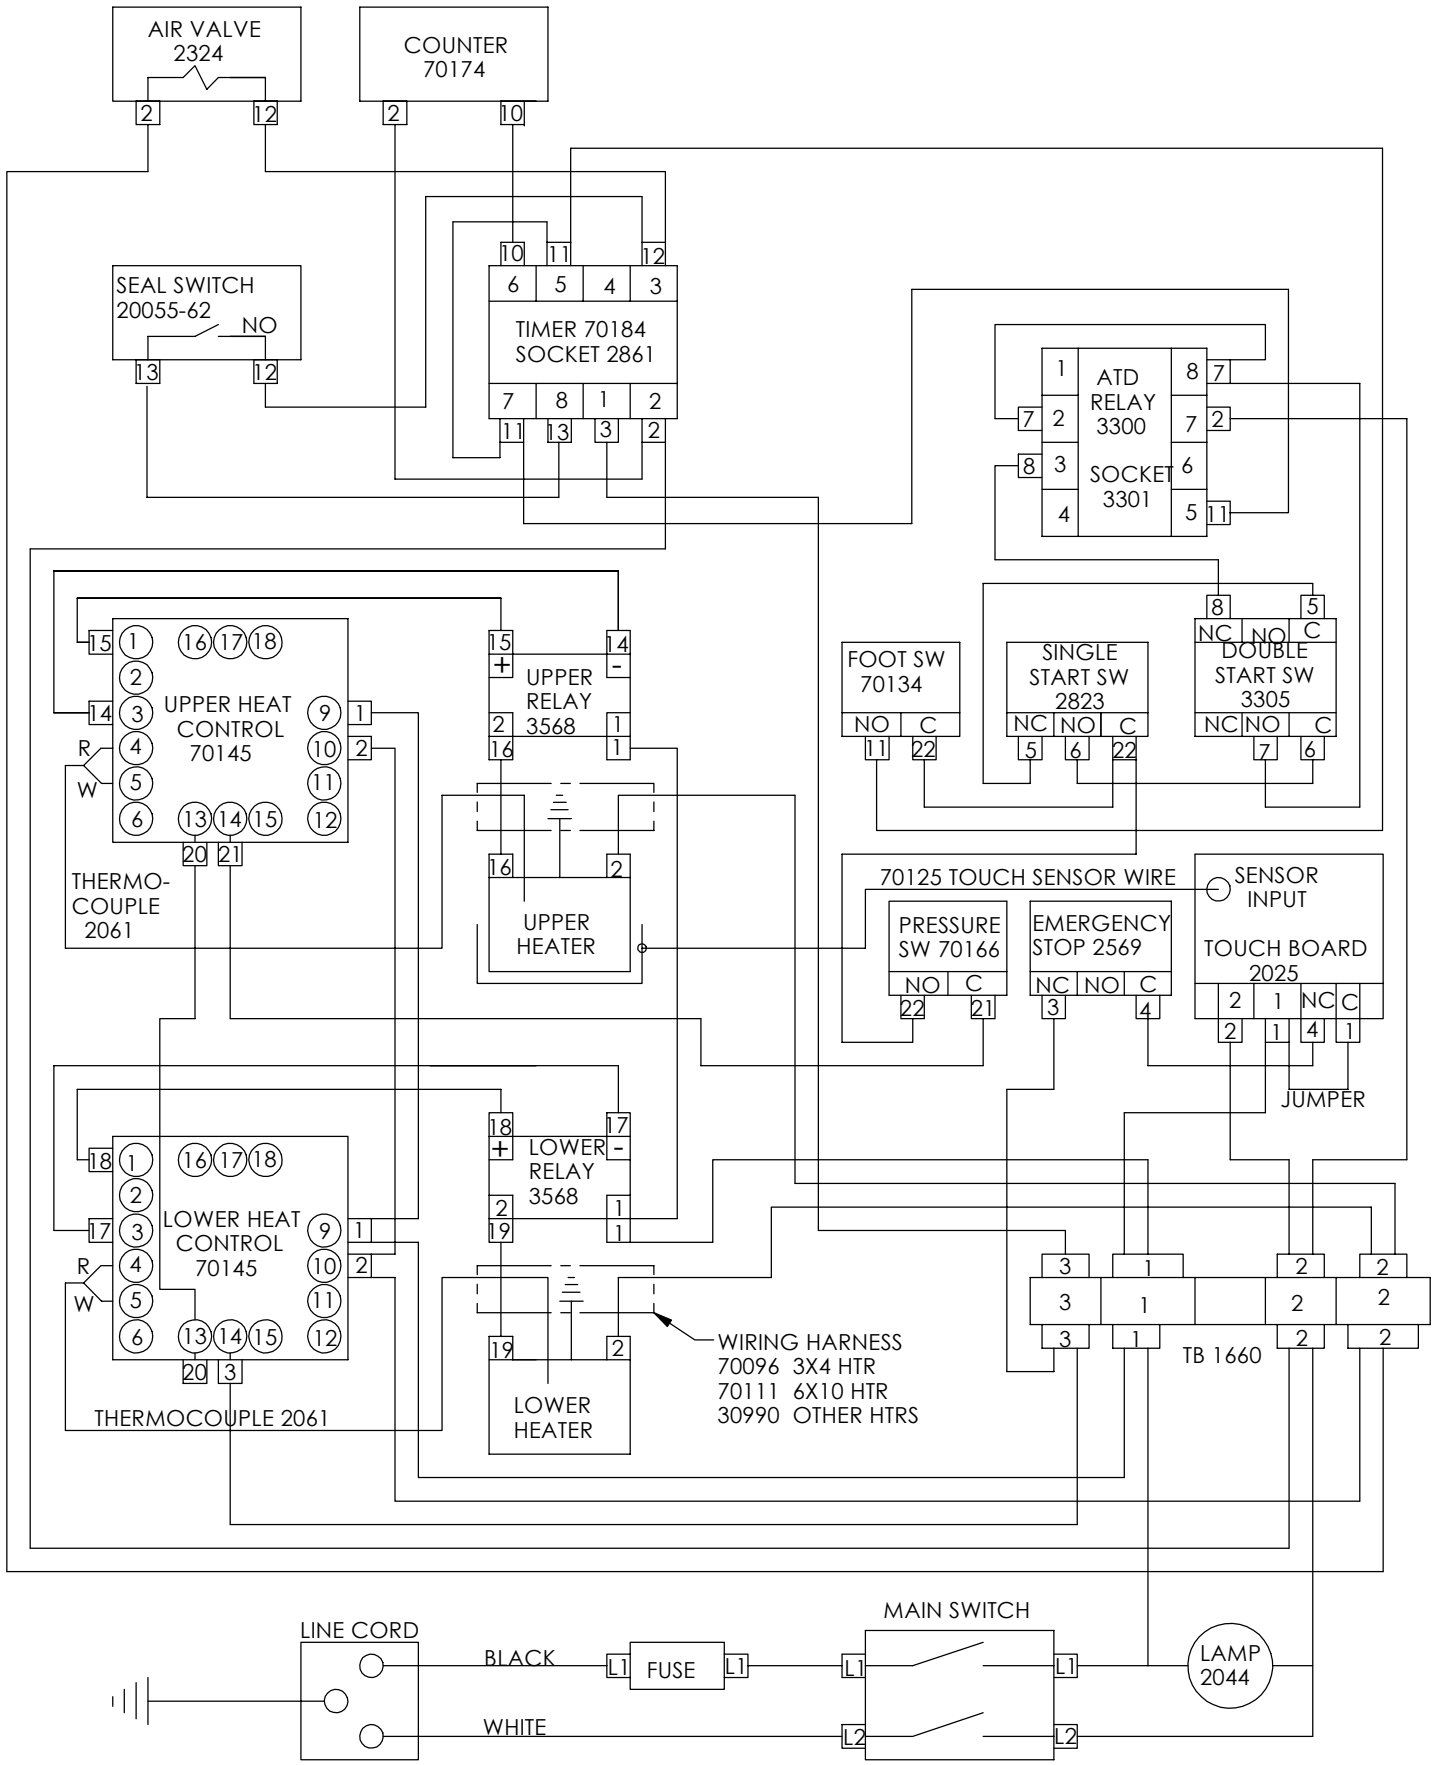 AIR VALVE
2324
2
12
COUNTER
70174
2
10
SEAL SWITCH
20055-62
NO
13
12
10
11
12
6
5
4
3
TIMER 70184
SOCKET 2861
7
8
1
2
11
13
3
2
1
ATD
8
7
RELAY
7
2
3300
7
2
8
3
SOCKET
6
3301
4
5
11
15
1
16
17
18
2
14
3
UPPER HEAT
9
1
CONTROL
R
4
70145
10
2
W
5
11
6
13
14
15
12
20
21
THERMO-
COUPLE
2061
15
14
+
-
UPPER
RELAY
3568
2
1
16
1
16
2
UPPER
HEATER
FOOT SW
70134
NO
C
11
22
SINGLE
START SW
2823
NC
NO
C
5
6
22
8
5
NC
NO
C
DOUBLE
START SW
3305
NC
NO
C
7
6
70125 TOUCH SENSOR WIRE
SENSOR
INPUT
PRESSURE
SW 70166
NO
C
22
21
EMERGENCY
STOP 2569
NC
NO
C
3
4
TOUCH BOARD
2025
2
1
NC
C
2
1
4
1
JUMPER
18
1
16
17
18
2
17
3
LOWER HEAT
9
1
CONTROL
R
4
70145
10
2
W
5
11
6
13
14
15
12
20
3
THERMOCOUPLE 2061
18
17
+
-
LOWER
RELAY
3568
2
1
19
1
19
2
LOWER
HEATER
WIRING HARNESS
70096 3X4 HTR
70111 6X10 HTR
30990 OTHER HTRS
3
1
2
2
3
1
2
2
3
1
2
2
TB 1660
MAIN SWITCH
LINE CORD
BLACK
L1
FUSE
L1
L1
L1
LAMP
2044
WHITE
L2
L2